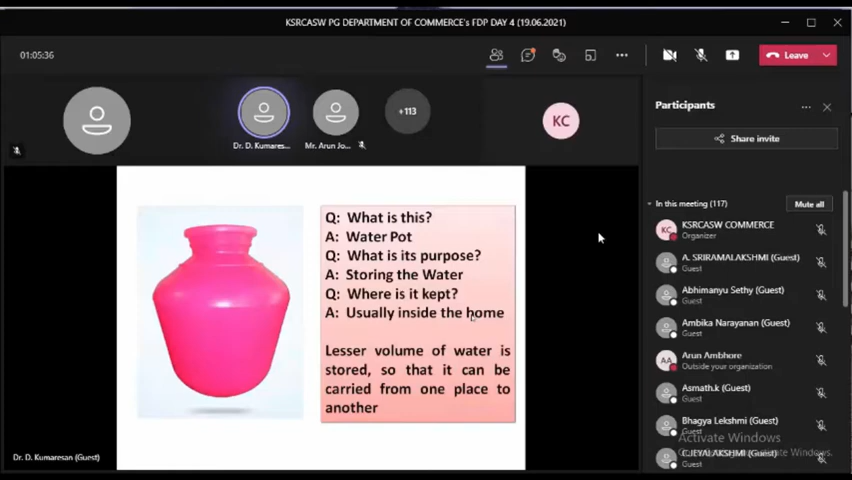 KSRCASW PG DEPARTMENT OF COMMERCE's FDP DAY 4 (19.06.2021)
01:05:36
Leave
+113
KC
Dr. D. Kumares...
Mr. Arun Jo...
Participants
Share invite
In this meeting (117)
Mute all
KC
KSRCASW COMMERCE
Organizer
A. SRIRAMALAKSHMI (Guest)
Guest
Abhimanyu Sethy (Guest)
Guest
Ambika Narayanan (Guest)
Guest
AA
Arun Ambhore
Outside your organization
Asmath.k (Guest)
Guest
Bhagya Lekshmi (Guest)
Guest
C.JEYALAKSHMI (Guest)
Guest
Activate Windows
Q: What is this?
A: Water Pot
Q: What is its purpose?
A: Storing the Water
Q: Where is it kept?
A: Usually inside the home
Lesser volume of water is
stored, so that it can be
carried from one place to
another
Dr. D. Kumaresan (Guest)